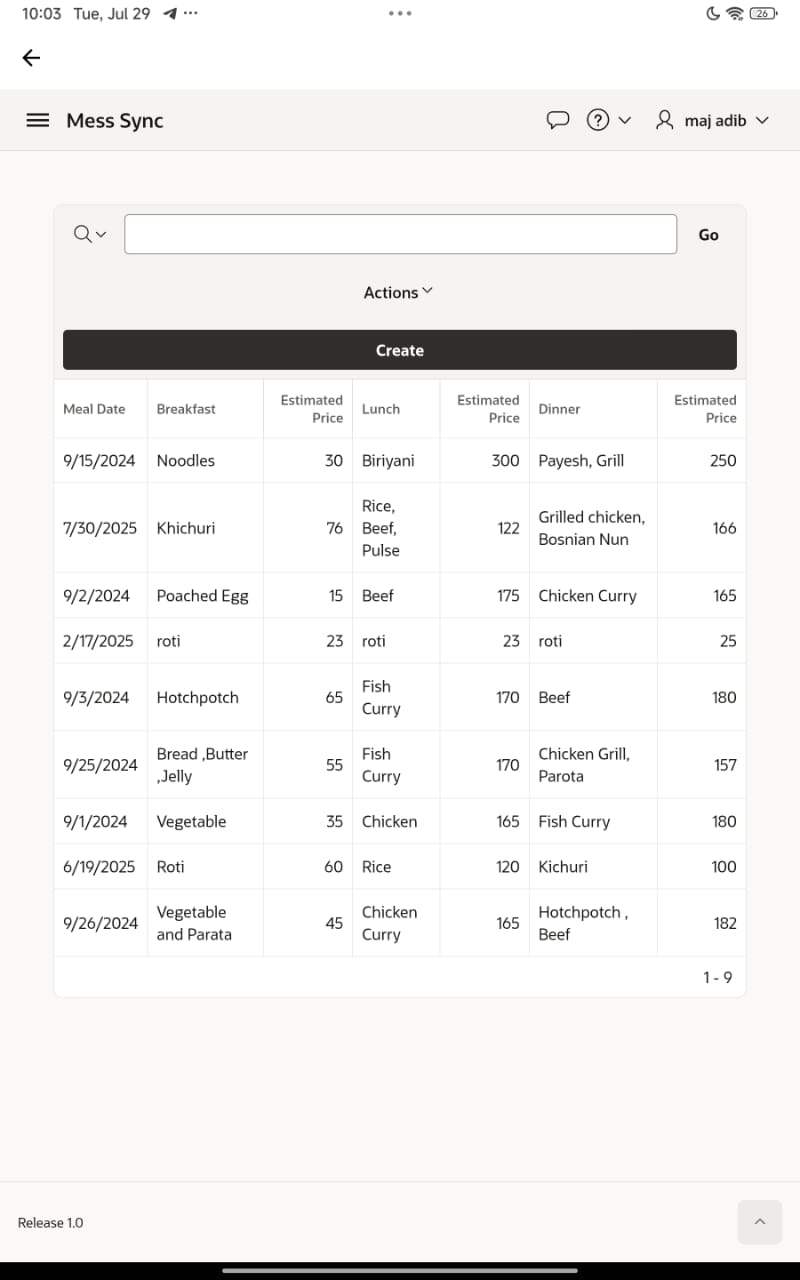 10:03 Tue, Jul 29
26
Mess Sync
maj adib
Go
Actions
Create
Meal Date Breakfast Estimated Price Lunch Estimated Price Dinner Estimated Price
9/15/2024 Noodles 30 Biriyani 300 Payesh, Grill 250
7/30/2025 Khichuri 76 Rice, Beef, Pulse 122 Grilled chicken, Bosnian Nun 166
9/2/2024 Poached Egg 15 Beef 175 Chicken Curry 165
2/17/2025 roti 23 roti 23 roti 25
9/3/2024 Hotchpotch 65 Fish Curry 170 Beef 180
9/25/2024 Bread ,Butter ,Jelly 55 Fish Curry 170 Chicken Grill, Parota 157
9/1/2024 Vegetable 35 Chicken 165 Fish Curry 180
6/19/2025 Roti 60 Rice 120 Kichuri 100
9/26/2024 Vegetable and Parata 45 Chicken Curry 165 Hotchpotch , Beef 182
1 - 9
Release 1.0